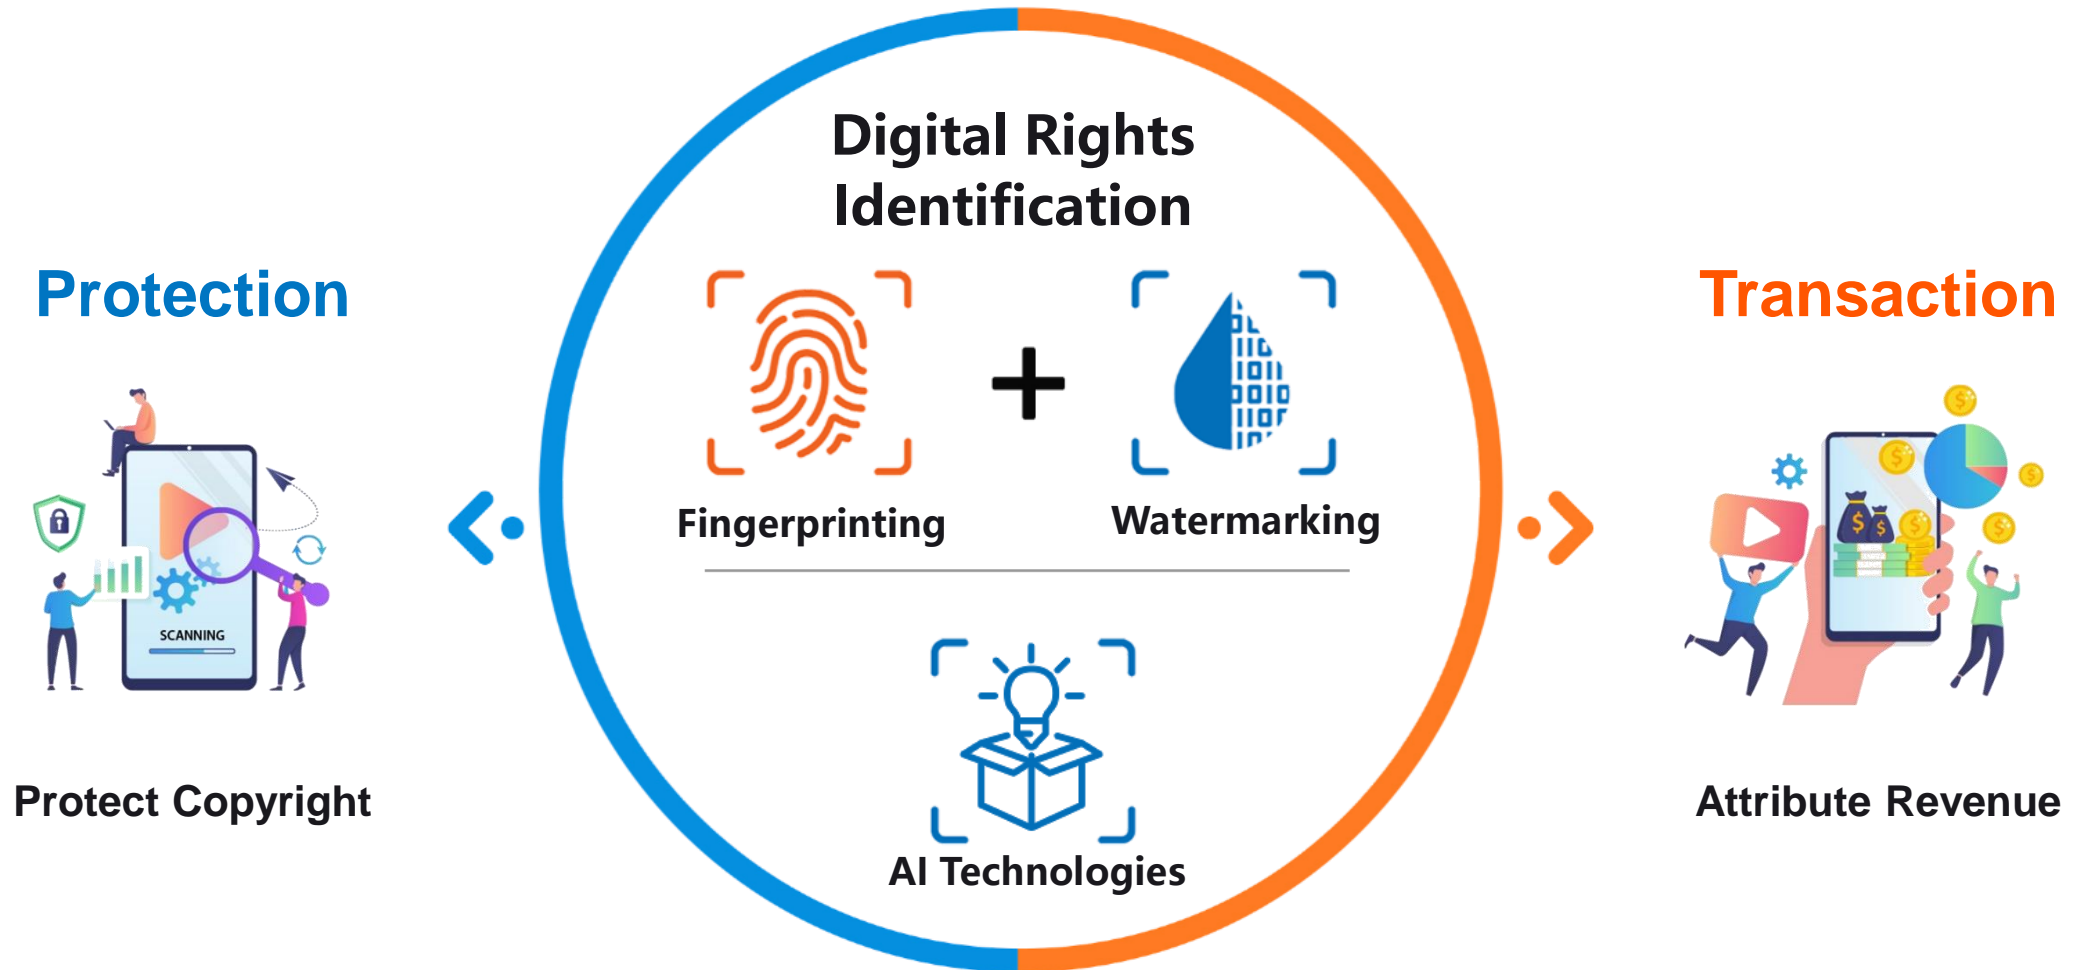 Digital Rights
Identification
Protection
Transaction
Fingerprinting
Watermarking
SCANNING
Protect Copyright
Attribute Revenue
AI Technologies